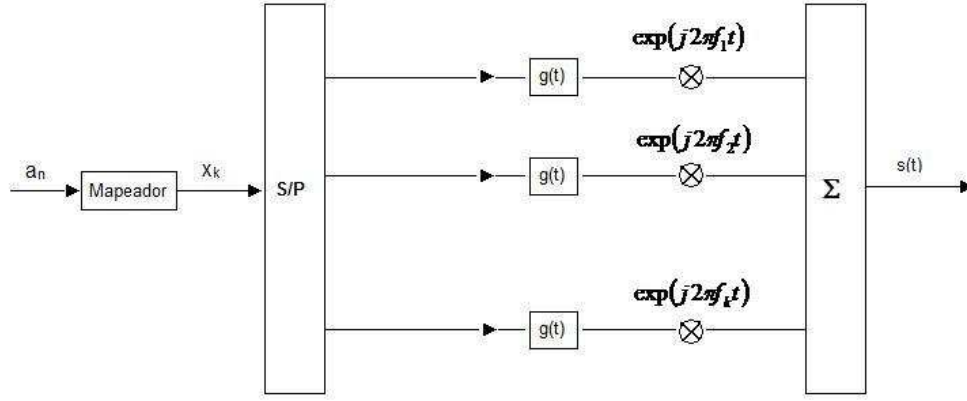 exp(j2πf₁t)
g(t)
exp(j2πf₂t)
aₙ
Mapeador
xₖ
S/P
g(t)
Σ
s(t)
exp(j2πfₖt)
g(t)